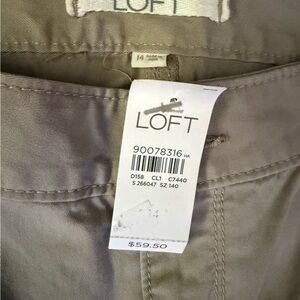 LOFT
14
LOFT
90078316
D158 CL1 C7440
S 266047 SZ 140
$59.50